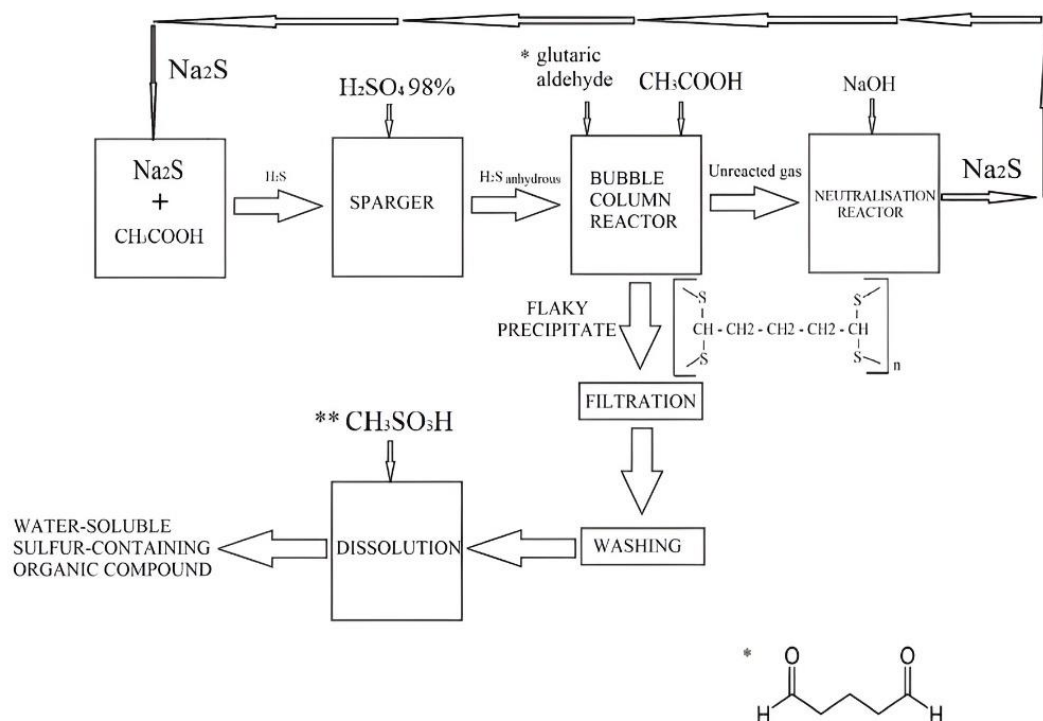 Na₂S
* glutaric
aldehyde
H₂SO₄ 98%
CH₃COOH
NaOH
Na₂S
+
CH₃COOH
H₂S
SPARGER
H₂S anhydrous
BUBBLE
COLUMN
REACTOR
Unreacted gas
NEUTRALISATION
REACTOR
Na₂S
FLAKY
PRECIPITATE
S S
CH - CH2 - CH2 - CH2 - CH
S S
n
FILTRATION
** CH₃SO₃H
WATER-SOLUBLE
SULFUR-CONTAINING
ORGANIC COMPOUND
DISSOLUTION
WASHING
*
O O
H H